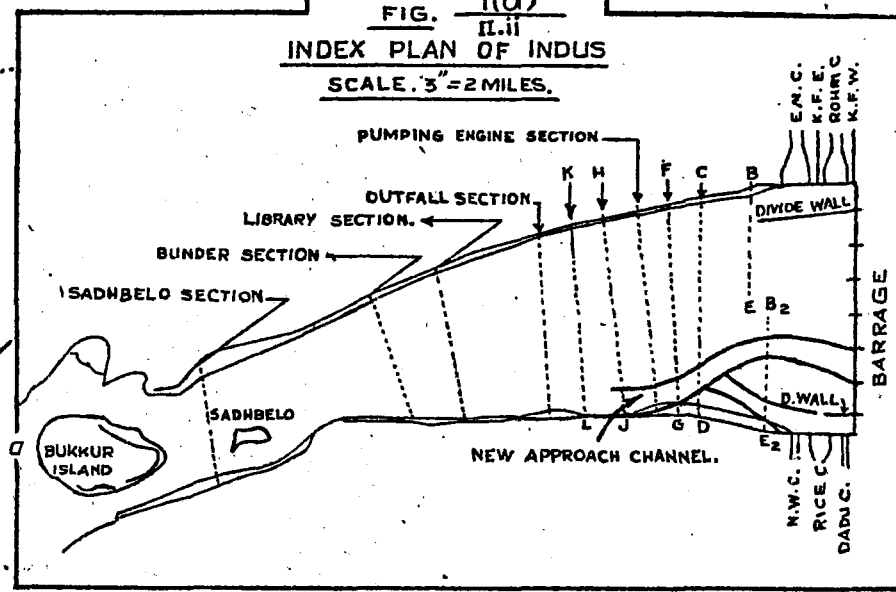 FIG. 1(a)
II.ii
INDEX PLAN OF INDUS
SCALE. 3"=2 MILES.
E.N.C.
K.F.E.
ROHRI C
K.F.W.
PUMPING ENGINE SECTION
K H F C B
OUTFALL SECTION
DIVIDE WALL
LIBRARY SECTION.
BUNDER SECTION
SADHBELO SECTION
BARRAGE
E B2
D.WALL
SADHBELO
L J G D
E2
BUKKUR
ISLAND
NEW APPROACH CHANNEL.
N.W.C.
RICE C
DADU C.